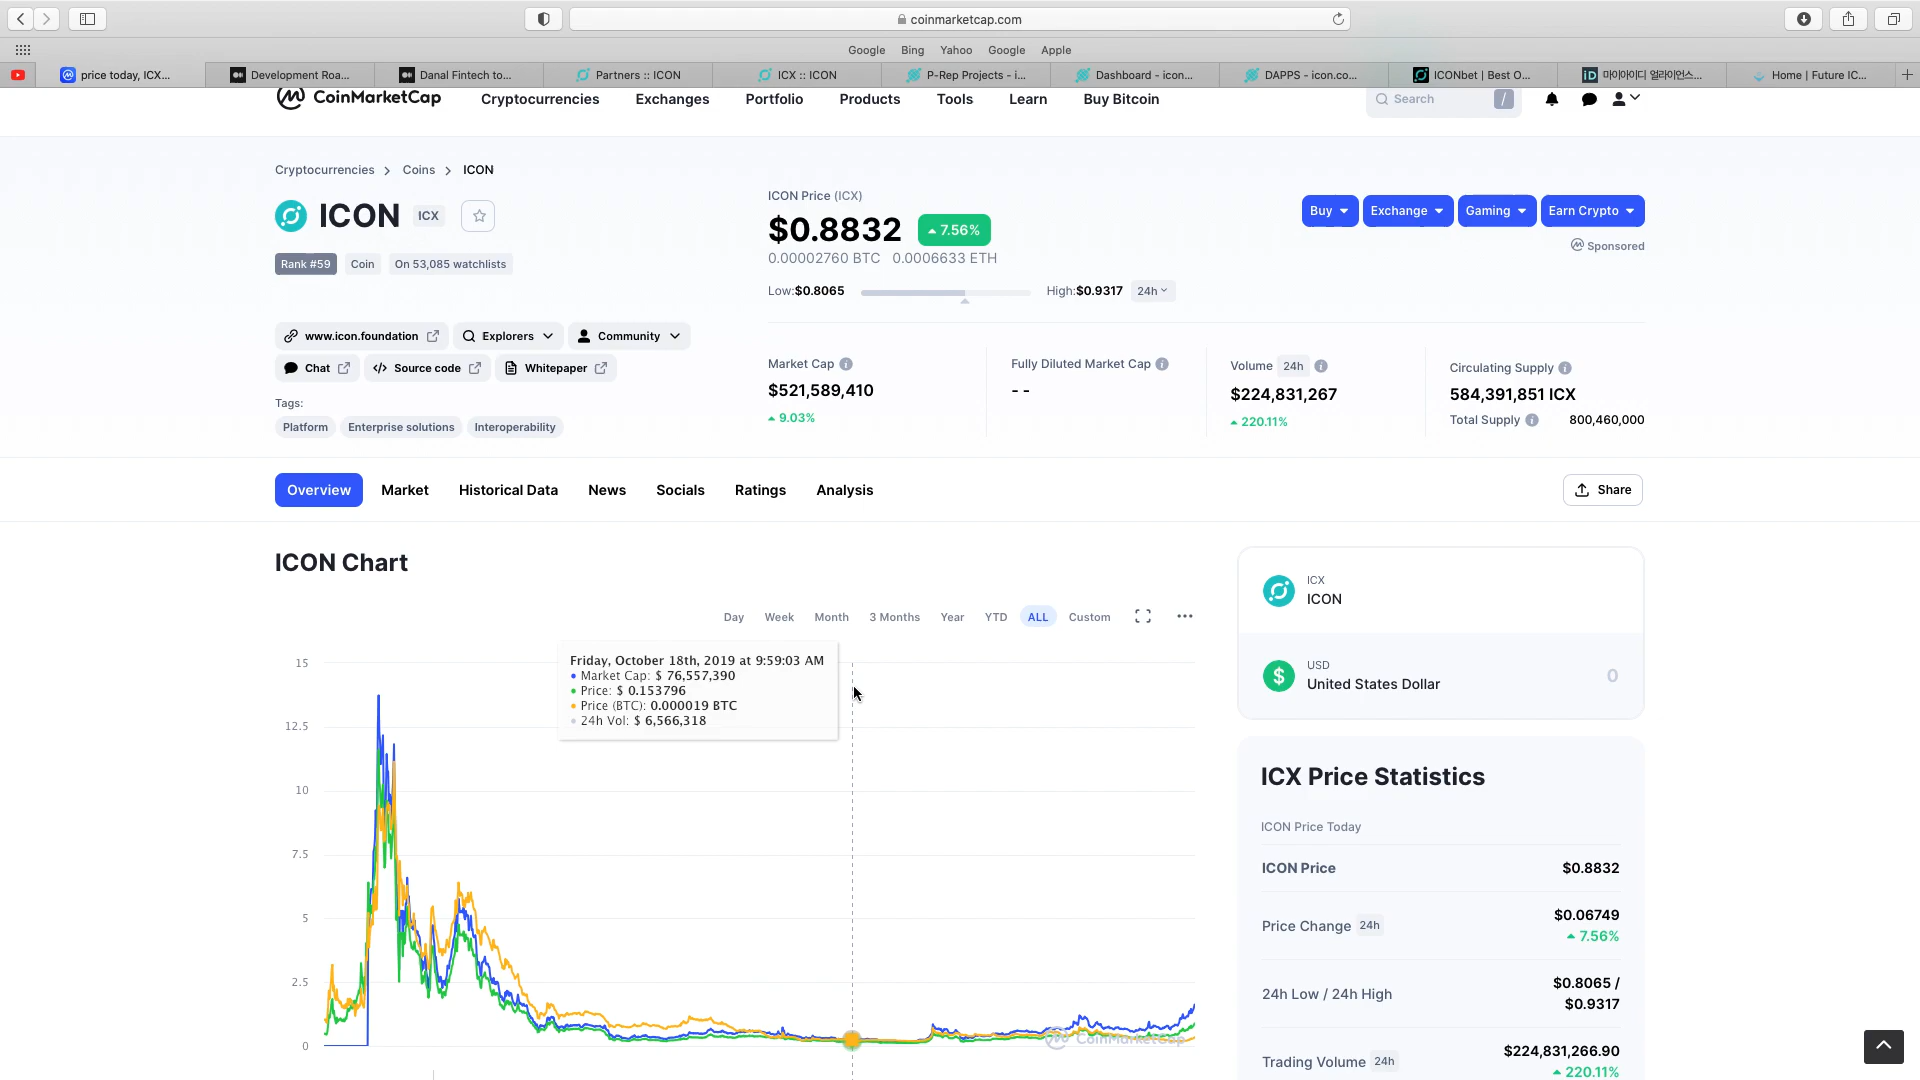 coinmarketcap.com
Google Bing Yahoo Google Apple
price today, ICX...
Development Roa...
Danal Fintech to...
Partners :: ICON
ICX :: ICON
P-Rep Projects - i...
Dashboard - icon...
DAPPS - icon.co...
ICONbet | Best O...
마이아이디 얼라이언스...
Home | Future IC...
CoinMarketCap
Cryptocurrencies Exchanges Portfolio Products Tools Learn Buy Bitcoin
Search /
Cryptocurrencies > Coins > ICON
ICON ICX
Rank #59 Coin On 53,085 watchlists
www.icon.foundation Explorers Community
Chat Source code Whitepaper
Tags:
Platform Enterprise solutions Interoperability
ICON Price (ICX)
$0.8832 7.56%
0.00002760 BTC 0.0006633 ETH
Low:$0.8065 High:$0.9317 24h
Buy Exchange Gaming Earn Crypto
Sponsored
Market Cap
$521,589,410
9.03%
Fully Diluted Market Cap
- -
Volume 24h
$224,831,267
220.11%
Circulating Supply
584,391,851 ICX
Total Supply 800,460,000
Overview Market Historical Data News Socials Ratings Analysis
Share
ICON Chart
Day Week Month 3 Months Year YTD ALL Custom
15
12.5
10
7.5
5
2.5
0
Friday, October 18th, 2019 at 9:59:03 AM
Market Cap: $ 76,557,390
Price: $ 0.153796
Price (BTC): 0.000019 BTC
24h Vol: $ 6,566,318
CoinMarketCap
ICX
ICON
USD
United States Dollar
0
ICX Price Statistics
ICON Price Today
ICON Price $0.8832
Price Change 24h $0.06749
7.56%
24h Low / 24h High $0.8065 /
$0.9317
Trading Volume 24h $224,831,266.90
220.11%